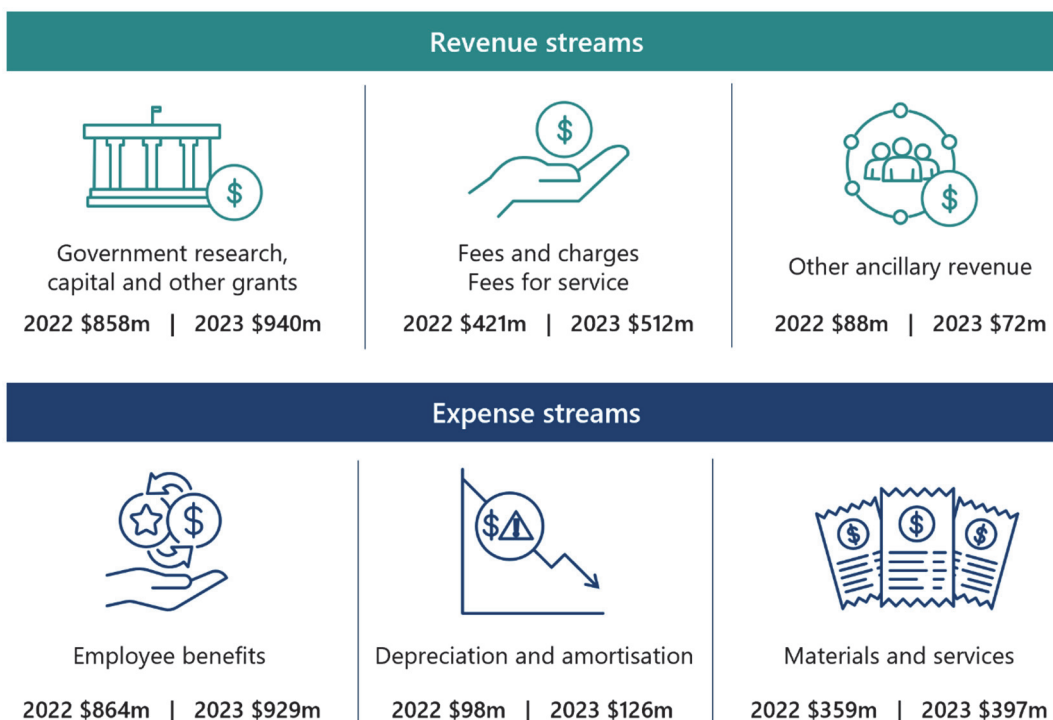 Revenue streams
Government research,
capital and other grants
2022 $858m | 2023 $940m
Fees and charges
Fees for service
2022 $421m | 2023 $512m
Other ancillary revenue
2022 $88m | 2023 $72m
Expense streams
Employee benefits
2022 $864m | 2023 $929m
Depreciation and amortisation
2022 $98m | 2023 $126m
Materials and services
2022 $359m | 2023 $397m